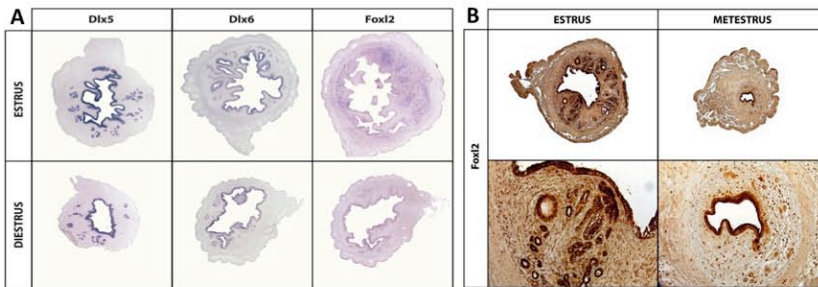 A
Dlx5 Dlx6 Foxl2
ESTRUS
DIESTRUS
B
ESTRUS METESTRUS
Foxl2